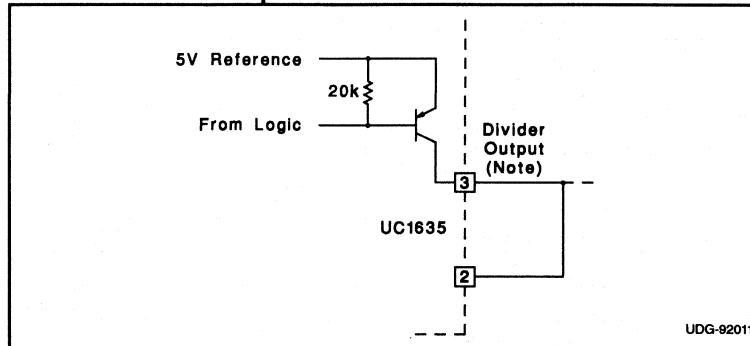 5V Reference
20k
From Logic
Divider
Output
(Note)
3
UC1635
2
UDG-92011